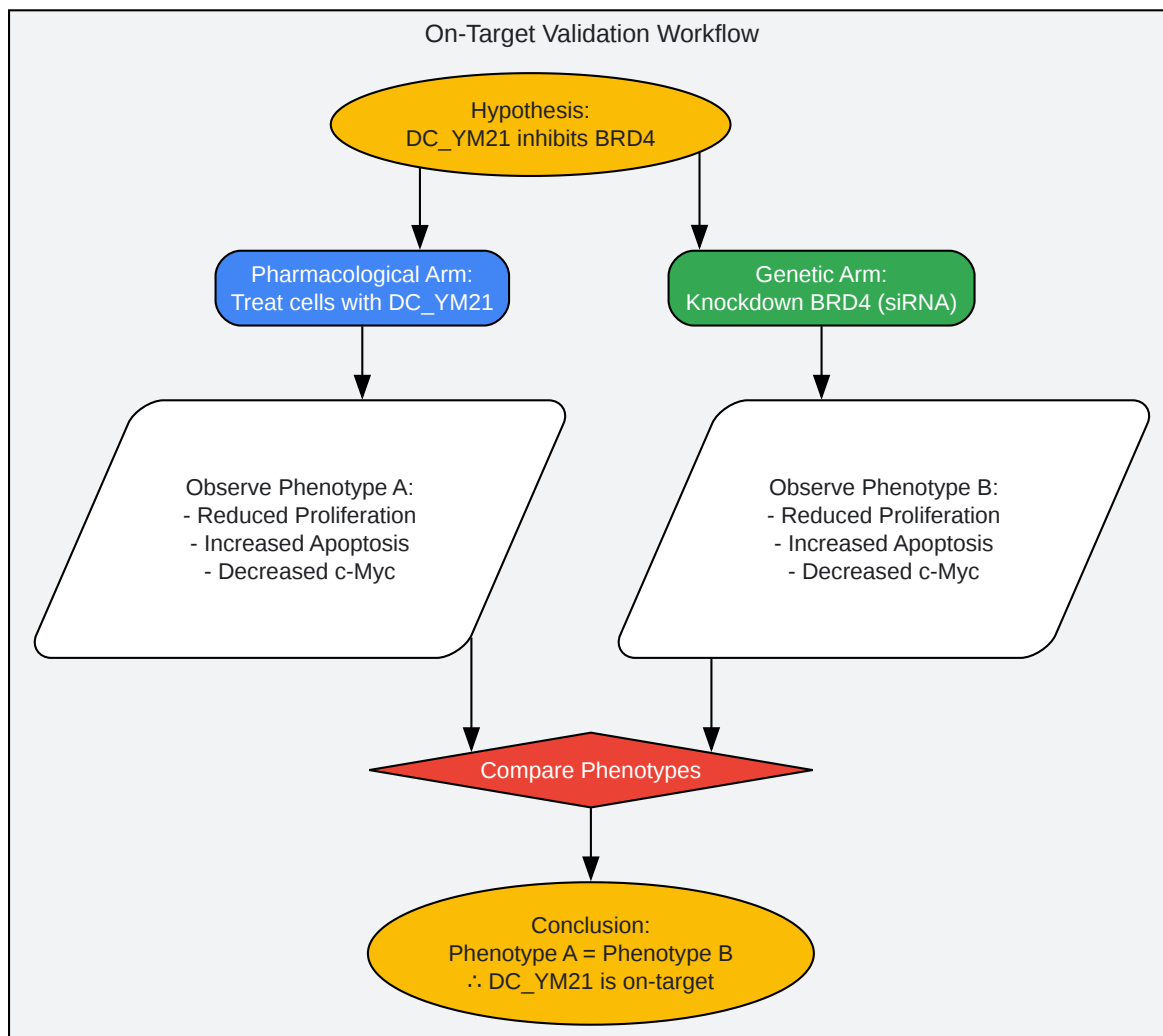 On-Target Validation Workflow
Hypothesis:
DC_YM21 inhibits BRD4
Pharmacological Arm:
Treat cells with DC_YM21
Genetic Arm:
Knockdown BRD4 (siRNA)
Observe Phenotype A:
- Reduced Proliferation
- Increased Apoptosis
- Decreased c-Myc
Observe Phenotype B:
- Reduced Proliferation
- Increased Apoptosis
- Decreased c-Myc
Compare Phenotypes
Conclusion:
Phenotype A = Phenotype B
∴ DC_YM21 is on-target